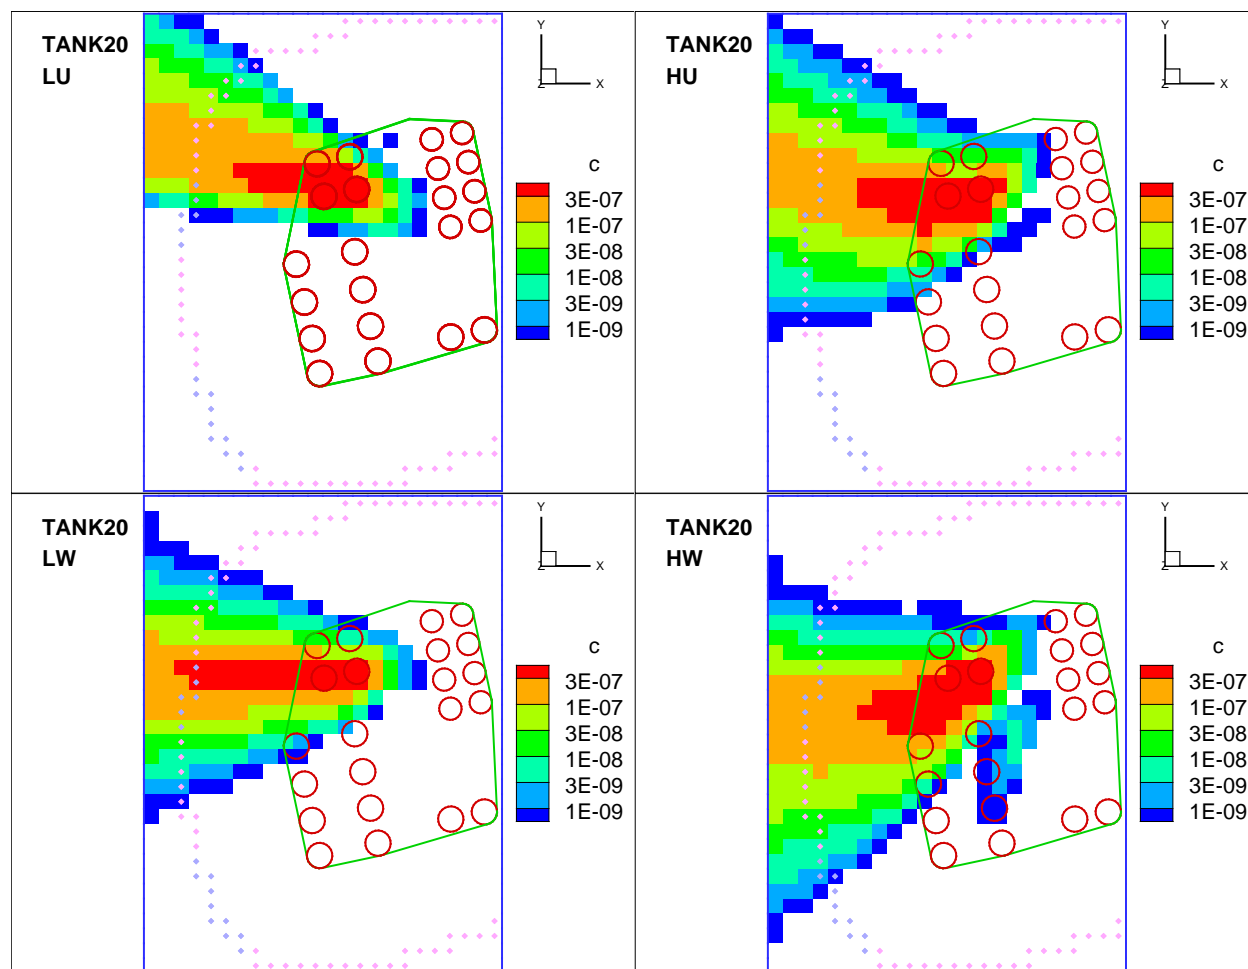 TANK20
LU
Y
Z
X
c
3E-07
1E-07
3E-08
1E-08
3E-09
1E-09
TANK20
HU
Y
Z
X
c
3E-07
1E-07
3E-08
1E-08
3E-09
1E-09
TANK20
LW
Y
Z
X
c
3E-07
1E-07
3E-08
1E-08
3E-09
1E-09
TANK20
HW
Y
Z
X
c
3E-07
1E-07
3E-08
1E-08
3E-09
1E-09